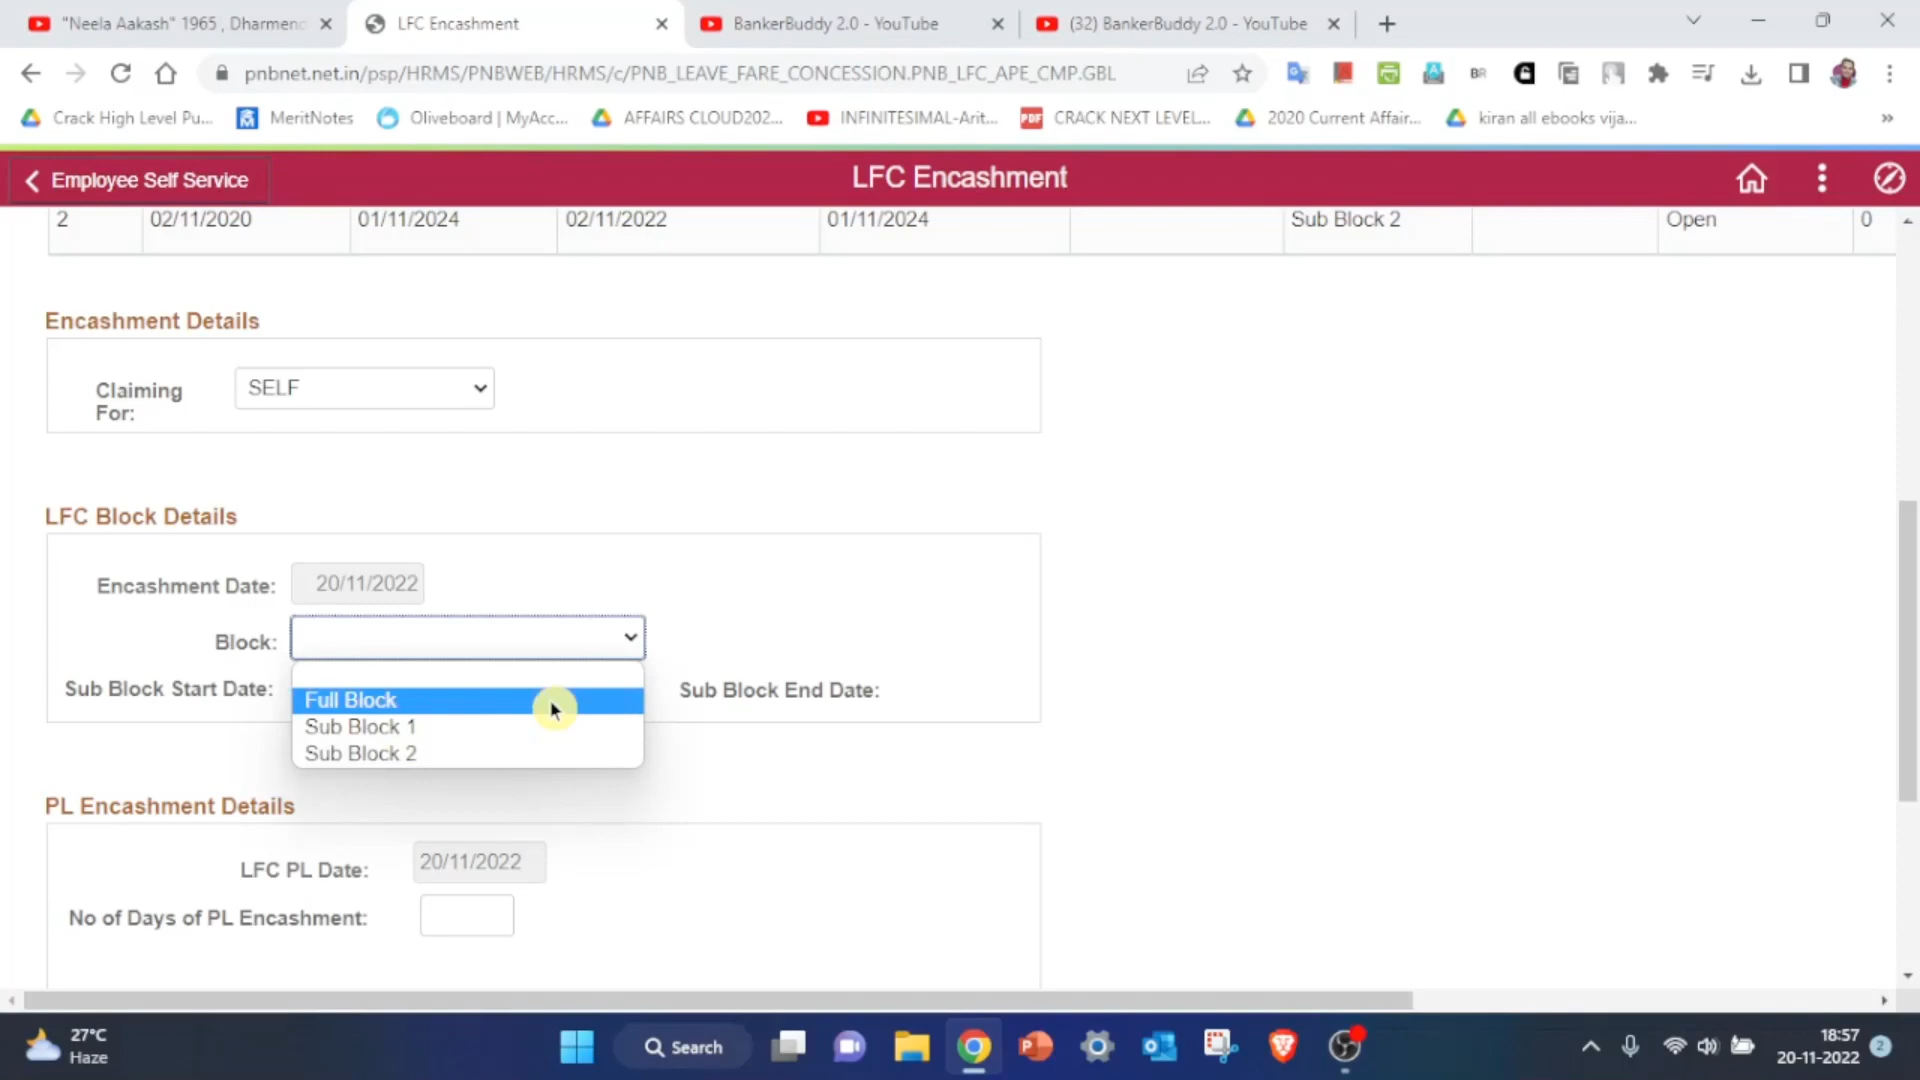 "Neela Aakash" 1965 , Dharmend
LFC Encashment
BankerBuddy 2.0 - YouTube
(32) BankerBuddy 2.0 - YouTube
pnbnet.net.in/psp/HRMS/PNBWEB/HRMS/c/PNB_LEAVE_FARE_CONCESSION.PNB_LFC_APE_CMP.GBL
BR
Crack High Level Pu...
MeritNotes
Oliveboard | MyAcc...
AFFAIRS CLOUD202...
INFINITESIMAL-Arit...
PDF
CRACK NEXT LEVEL...
2020 Current Affair...
kiran all ebooks vija...
Employee Self Service
LFC Encashment
2 02/11/2020 01/11/2024 02/11/2022 01/11/2024 Sub Block 2 Open 0
Encashment Details
Claiming
For:
SELF
LFC Block Details
Encashment Date: 20/11/2022
Block:
Sub Block Start Date:
Sub Block End Date:
Full Block
Sub Block 1
Sub Block 2
PL Encashment Details
LFC PL Date: 20/11/2022
No of Days of PL Encashment:
27°C
Haze
Search
18:57
20-11-2022
2